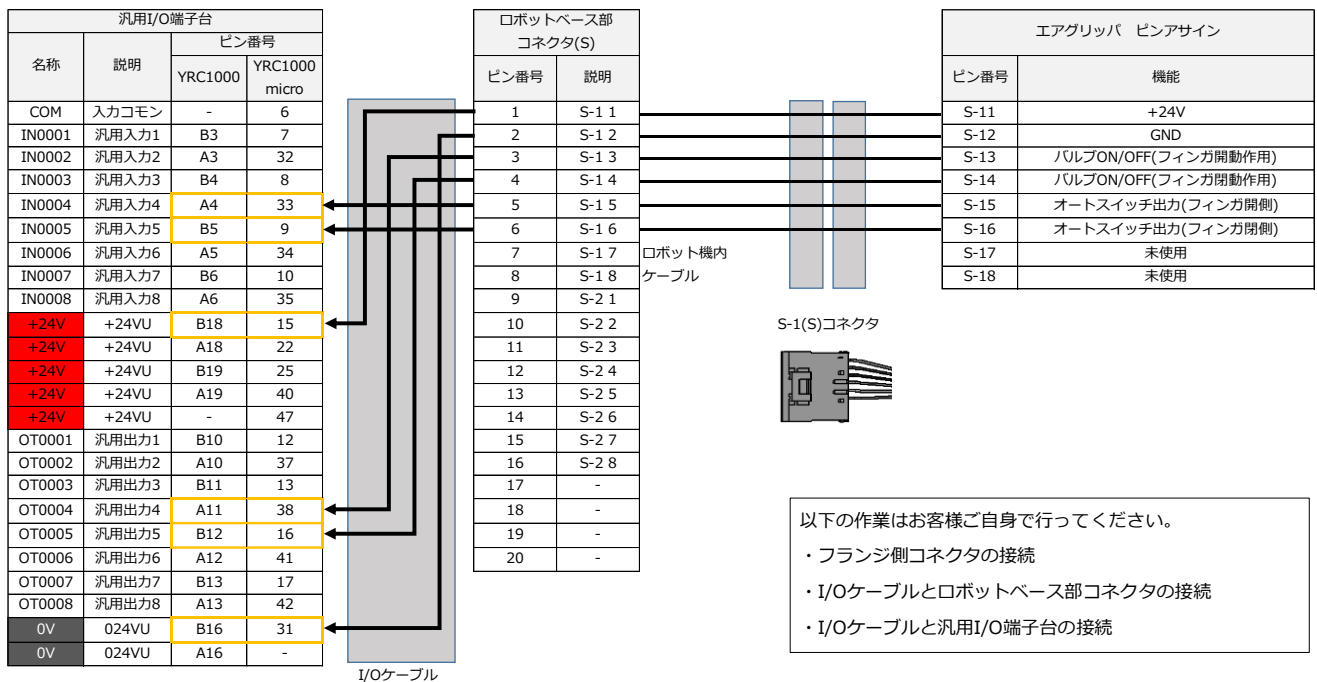 汎用I/O端子台
名称 説明 ピン番号
YRC1000 YRC1000 micro
COM 入力コモン - 6
IN0001 汎用入力1 B3 7
IN0002 汎用入力2 A3 32
IN0003 汎用入力3 B4 8
IN0004 汎用入力4 A4 33
IN0005 汎用入力5 B5 9
IN0006 汎用入力6 A5 34
IN0007 汎用入力7 B6 10
IN0008 汎用入力8 A6 35
+24V +24VU B18 15
+24V +24VU A18 22
+24V +24VU B19 25
+24V +24VU A19 40
+24V +24VU - 47
OT0001 汎用出力1 B10 12
OT0002 汎用出力2 A10 37
OT0003 汎用出力3 B11 13
OT0004 汎用出力4 A11 38
OT0005 汎用出力5 B12 16
OT0006 汎用出力6 A12 41
OT0007 汎用出力7 B13 17
OT0008 汎用出力8 A13 42
0V 024VU B16 31
0V 024VU A16 -
I/Oケーブル
ロボットベース部
コネクタ(S)
ピン番号 説明
1 S-1 1
2 S-1 2
3 S-1 3
4 S-1 4
5 S-1 5
6 S-1 6
7 S-1 7
8 S-1 8
9 S-2 1
10 S-2 2
11 S-2 3
12 S-2 4
13 S-2 5
14 S-2 6
15 S-2 7
16 S-2 8
17 -
18 -
19 -
20 -
ロボット機内
ケーブル
S-1(S)コネクタ
エアグリッパ ピンアサイン
ピン番号 機能
S-11 +24V
S-12 GND
S-13 バルブON/OFF(フィンガ開動作用)
S-14 バルブON/OFF(フィンガ閉動作用)
S-15 オートスイッチ出力(フィンガ開側)
S-16 オートスイッチ出力(フィンガ閉側)
S-17 未使用
S-18 未使用
以下の作業はお客様ご自身で行ってください。
・フランジ側コネクタの接続
・I/Oケーブルとロボットベース部コネクタの接続
・I/Oケーブルと汎用I/O端子台の接続